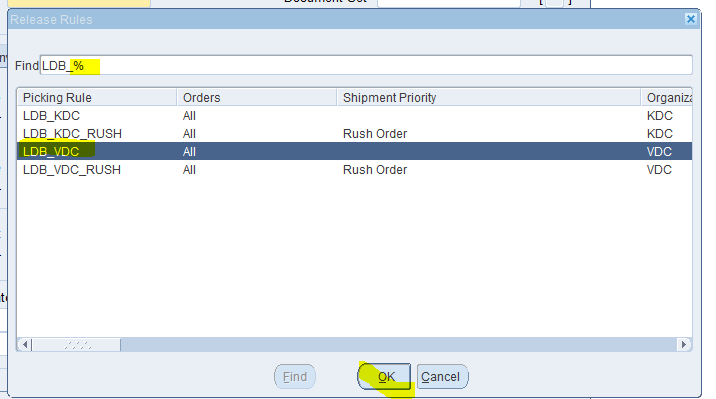 Release Rules
Find LDB_%
Picking Rule Orders Shipment Priority Organiza
LDB_KDC All KDC
LDB_KDC_RUSH All Rush Order KDC
LDB_VDC All VDC
LDB_VDC_RUSH All Rush Order VDC
Find OK Cancel